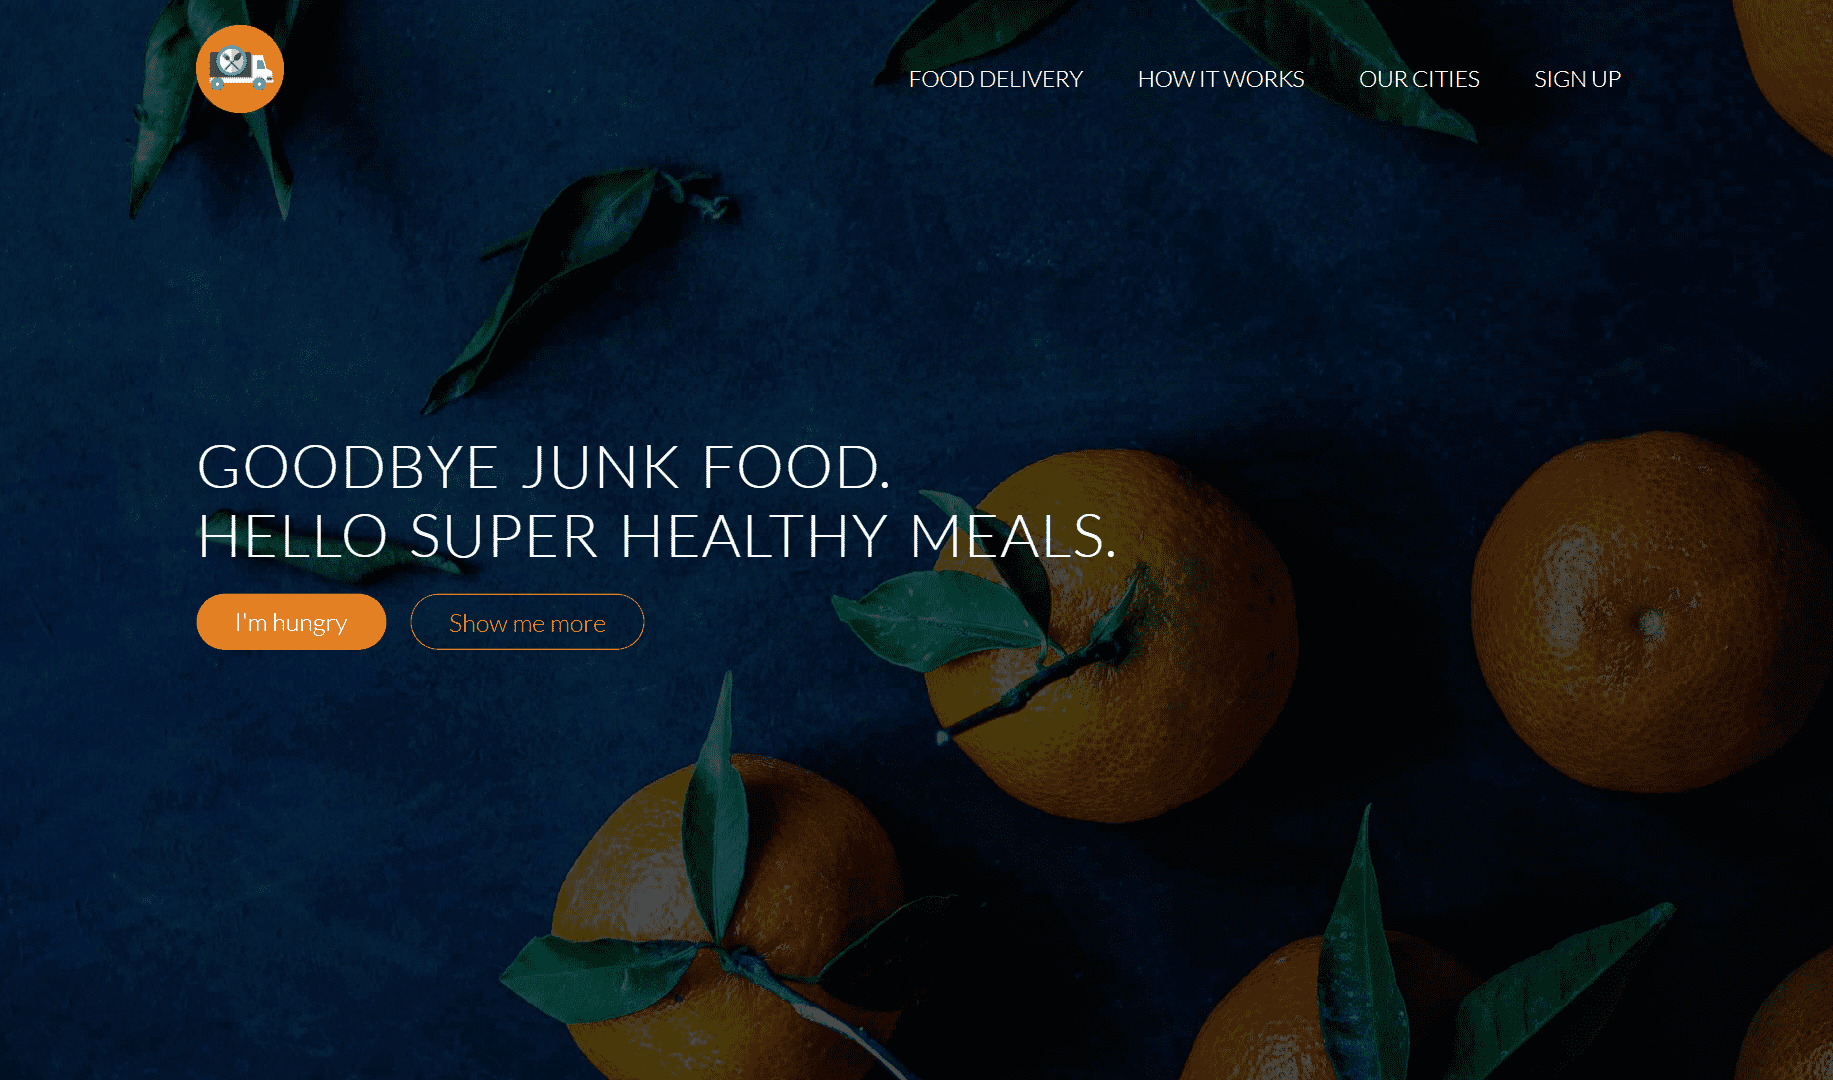 FOOD DELIVERY HOW IT WORKS OUR CITIES SIGN UP
GOODBYE JUNK FOOD.
HELLO SUPER HEALTHY MEALS.
I'm hungry Show me more